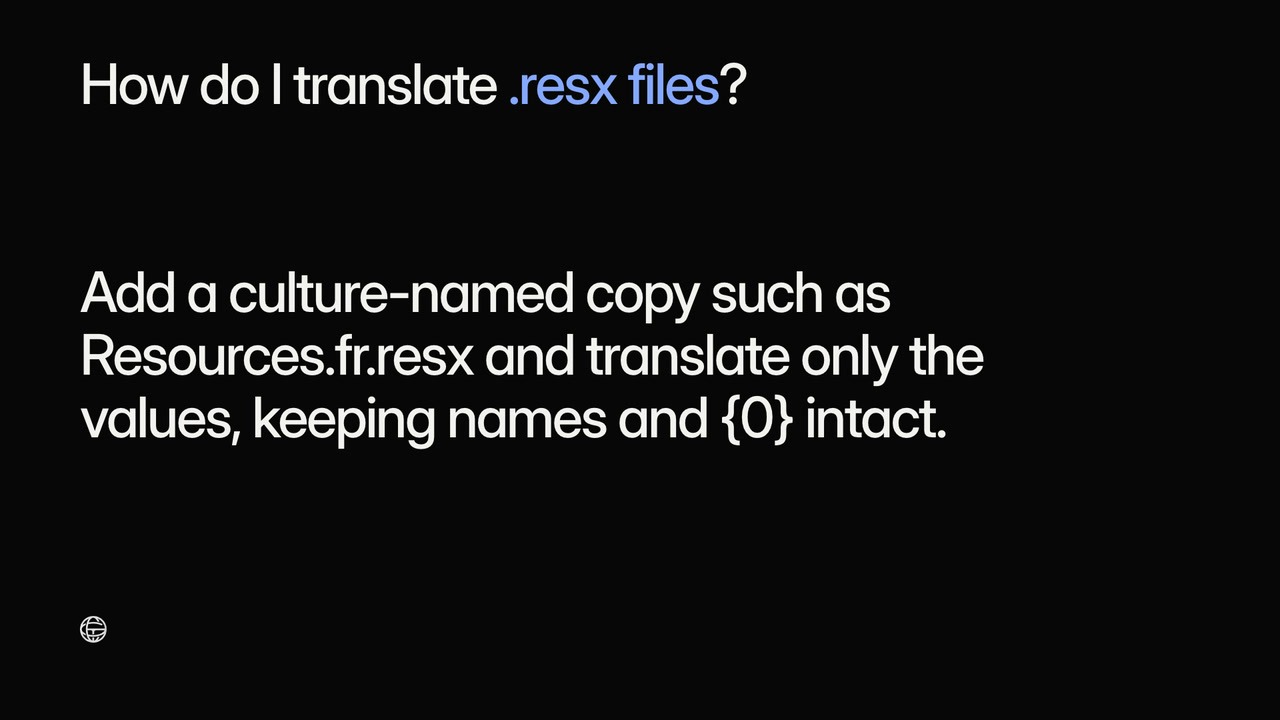 How do I translate .resx files?
Add a culture-named copy such as
Resources.fr.resx and translate only the
values, keeping names and {0} intact.